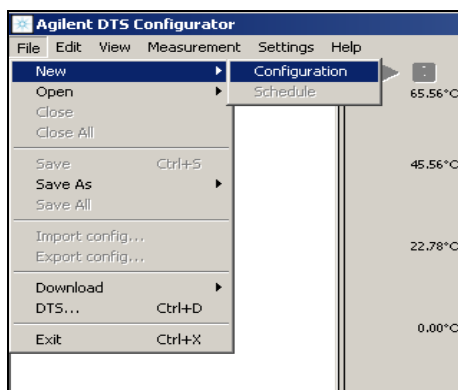 Agilent DTS Configurator
File Edit View Measurement Settings Help
New Configuration
Open Schedule
Close
Close All
Save Ctrl+S
Save As
Save All
Import config...
Export config...
Download
DTS... Ctrl+D
Exit Ctrl+X
65.56°C
45.56°C
22.78°C
0.00°C